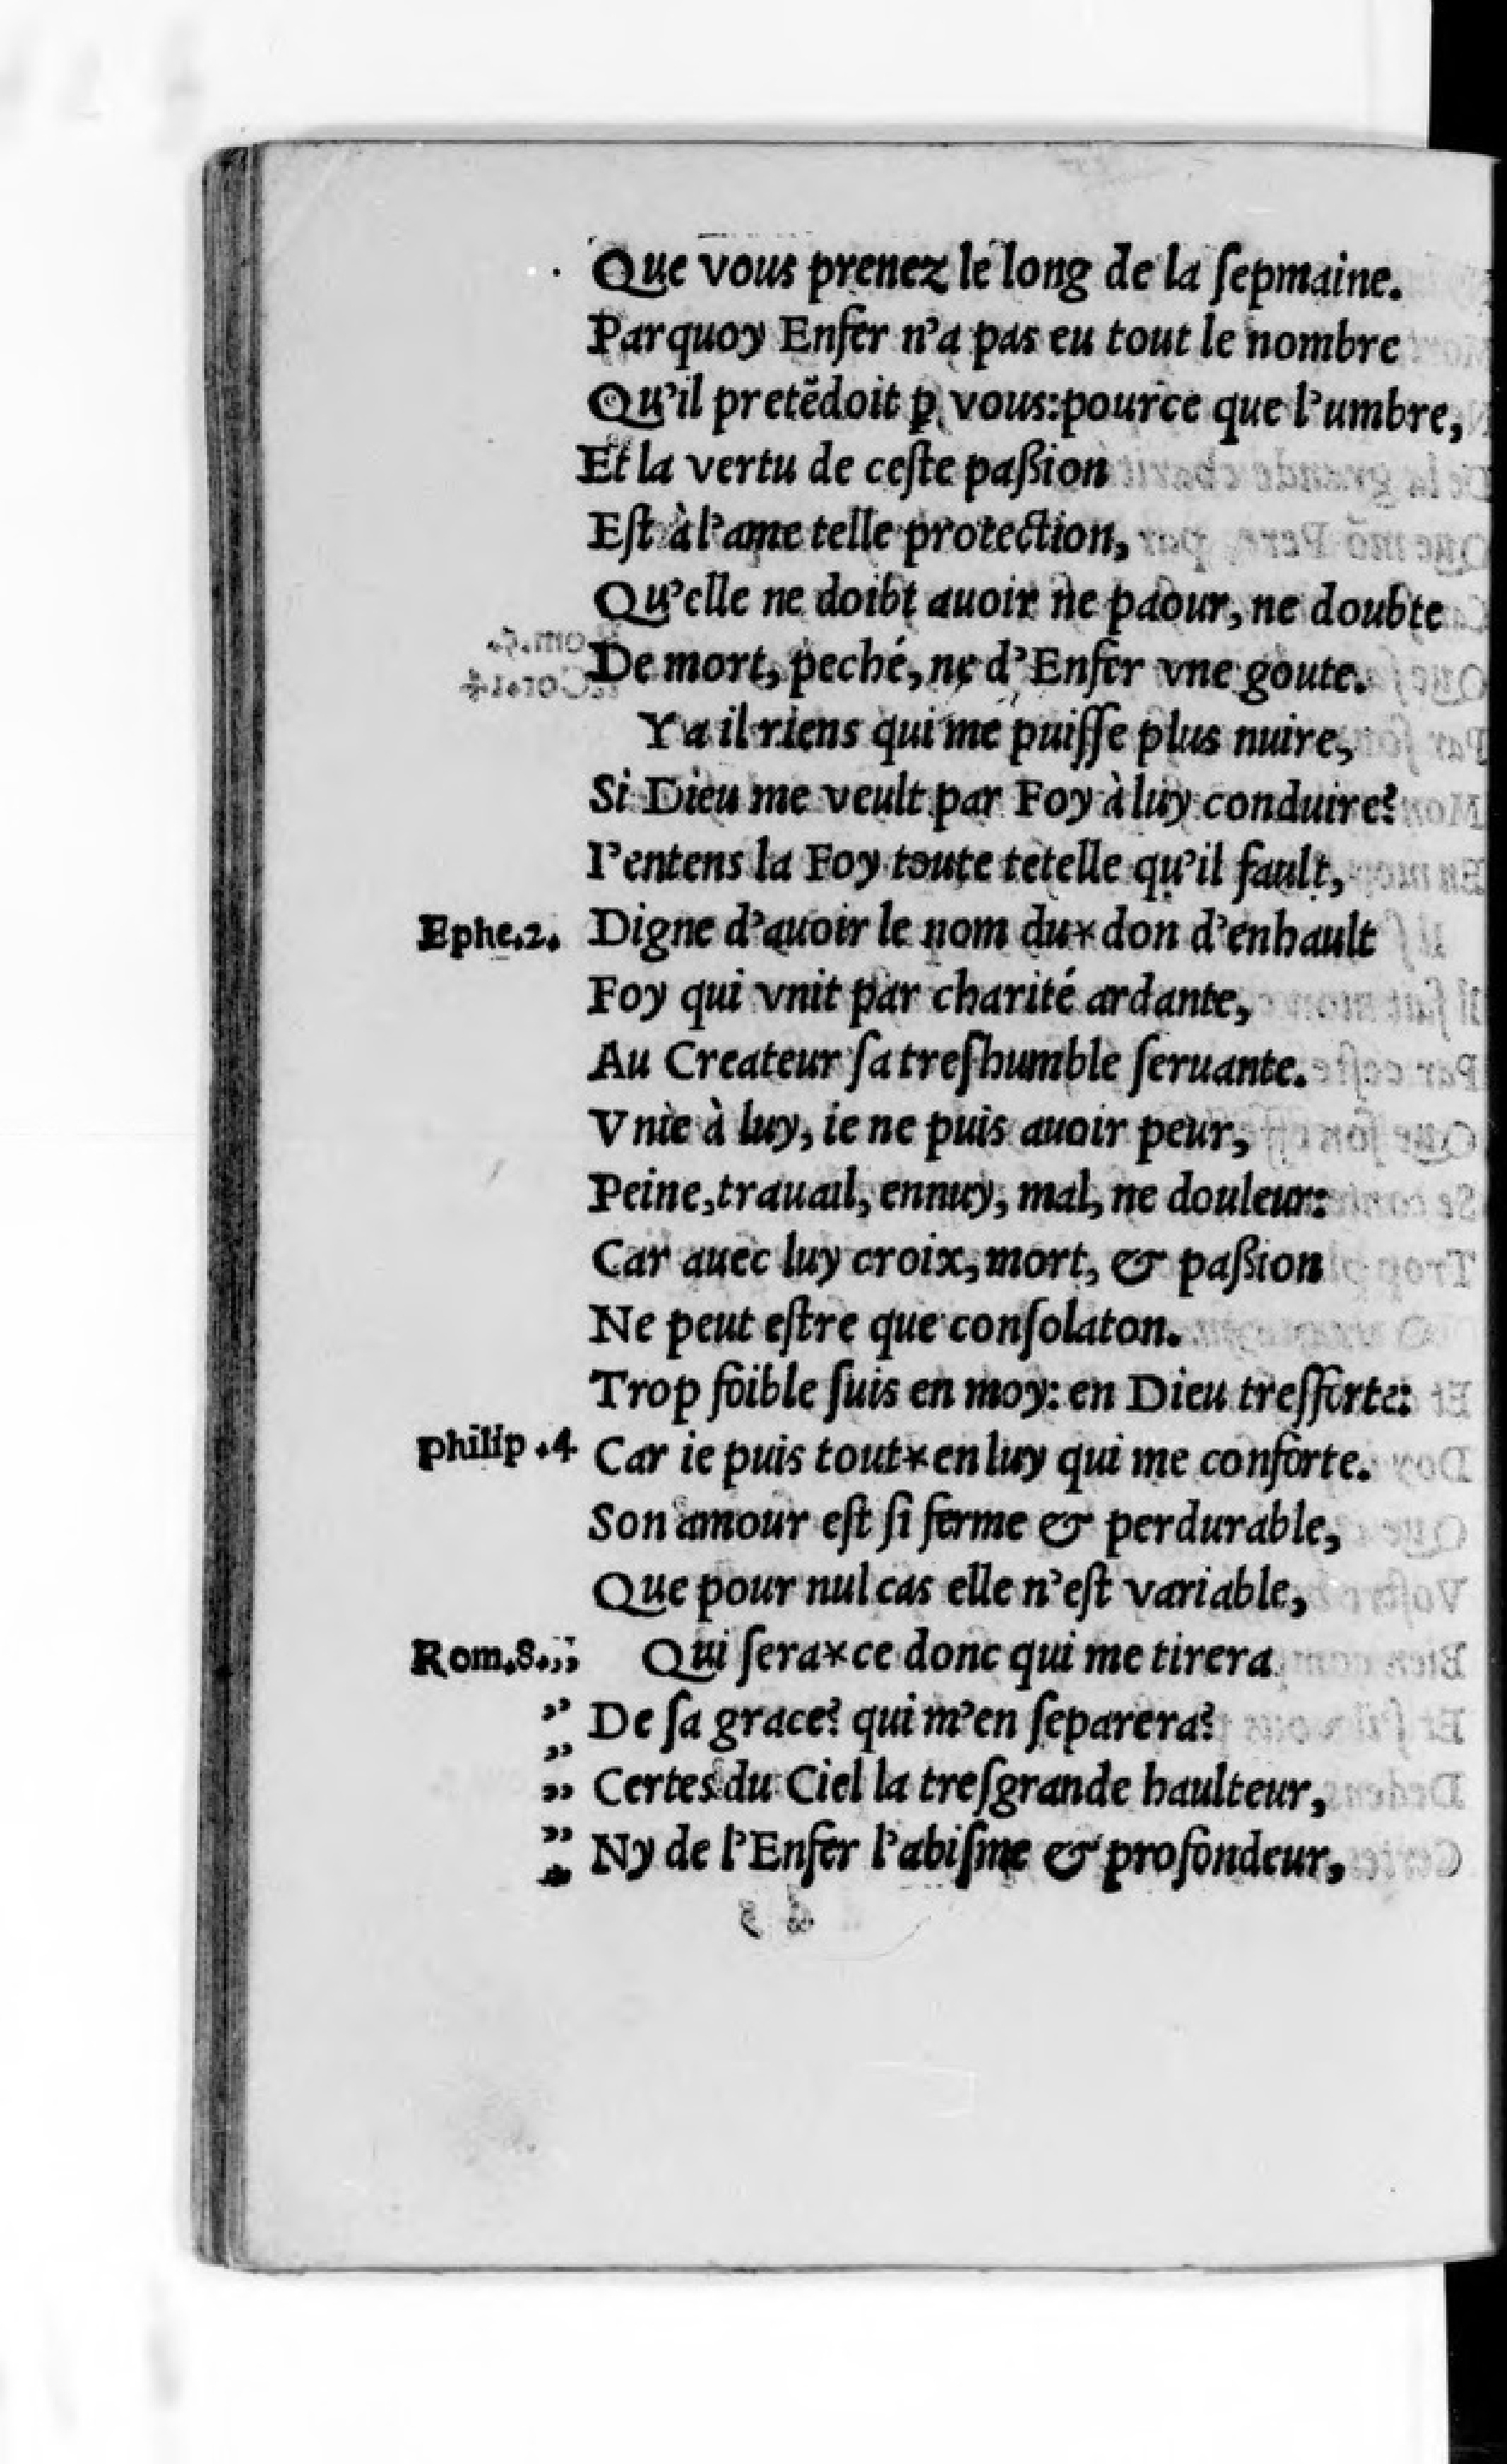 Que vous prenez le long de la ſepmaine.
Parquoy Enfer n'a pas eu tout le nombre
Qu'il pretẽdoit ꝑ vous: pource que l'umbre,
Et la vertu de ceſte paßion
Eſt à l'ame telle protection,
Qu'elle ne doibt auoir ne paour, ne doubte
De mort, peché, ne d'Enfer vne goute.
Y a il riens qui me puiſſe plus nuire,
Si Dieu me veult par Foy à luy conduire?
I'entens la Foy toute tetelle qu'il fault,
Ephe.2. Digne d'auoir le nom du* don d'enhault
Foy qui vnit par charité ardante,
Au Createur ſa treſhumble ſeruante.
Vnie à luy, ie ne puis auoir peur,
Peine, trauail, ennuy, mal, ne douleur:
Car auec luy croix, mort, & paßion
Ne peut eſtre que conſolaton.
Trop foible ſuis en moy: en Dieu treſforte:
philip .4 Car ie puis tout* en luy qui me conforte.
Son amour eſt ſi ferme & perdurable,
Que pour nul cas elle n'eſt variable,
Rom.8.,, Qui ſera* ce donc qui me tirera
,, De ſa grace? qui m'en ſeparera?
,, Certes du Ciel la treſgrande haulteur,
,, Ny de l'Enfer l'abiſme & profondeur,